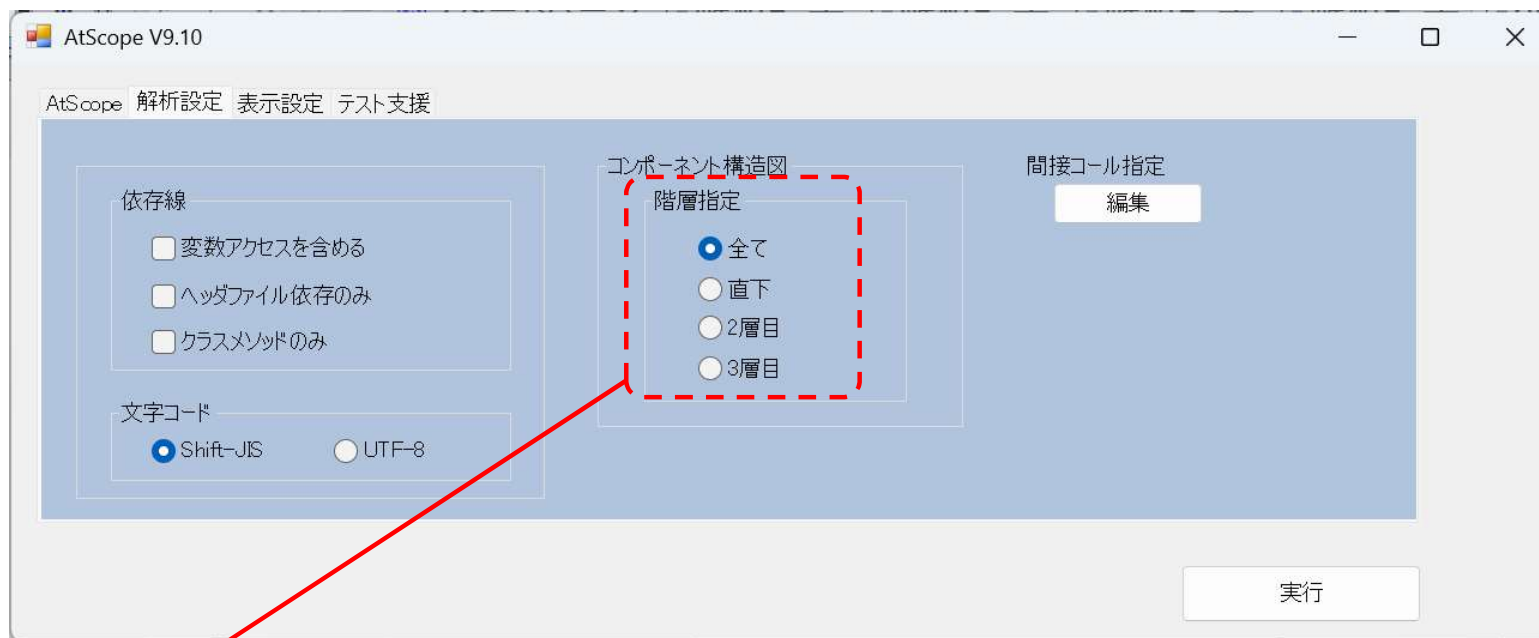 AtScope V9.10
AtScope 解析設定 表示設定 テスト支援
依存線
変数アクセスを含める
ヘッダファイル依存のみ
クラスメソッドのみ
文字コード
Shift-JIS UTF-8
コンポーネント構造図
階層指定
全て
直下
2層目
3層目
間接コール指定
編集
実行